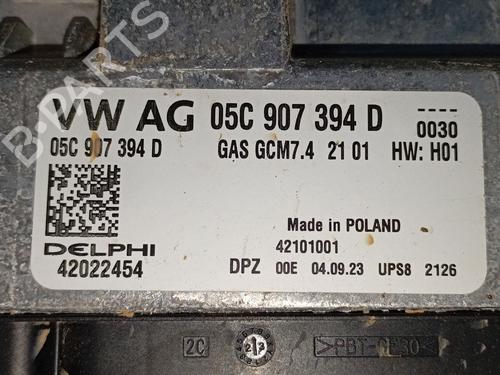 VW AG 05C 907 394 D
----
0030
05C 907 394 D GAS GCM7.4 21 01 HW: H01
Made in POLAND
DELPHI 42101001
42022454 DPZ 00E 04.09.23 UPS8 2126
2C
B-PARTS